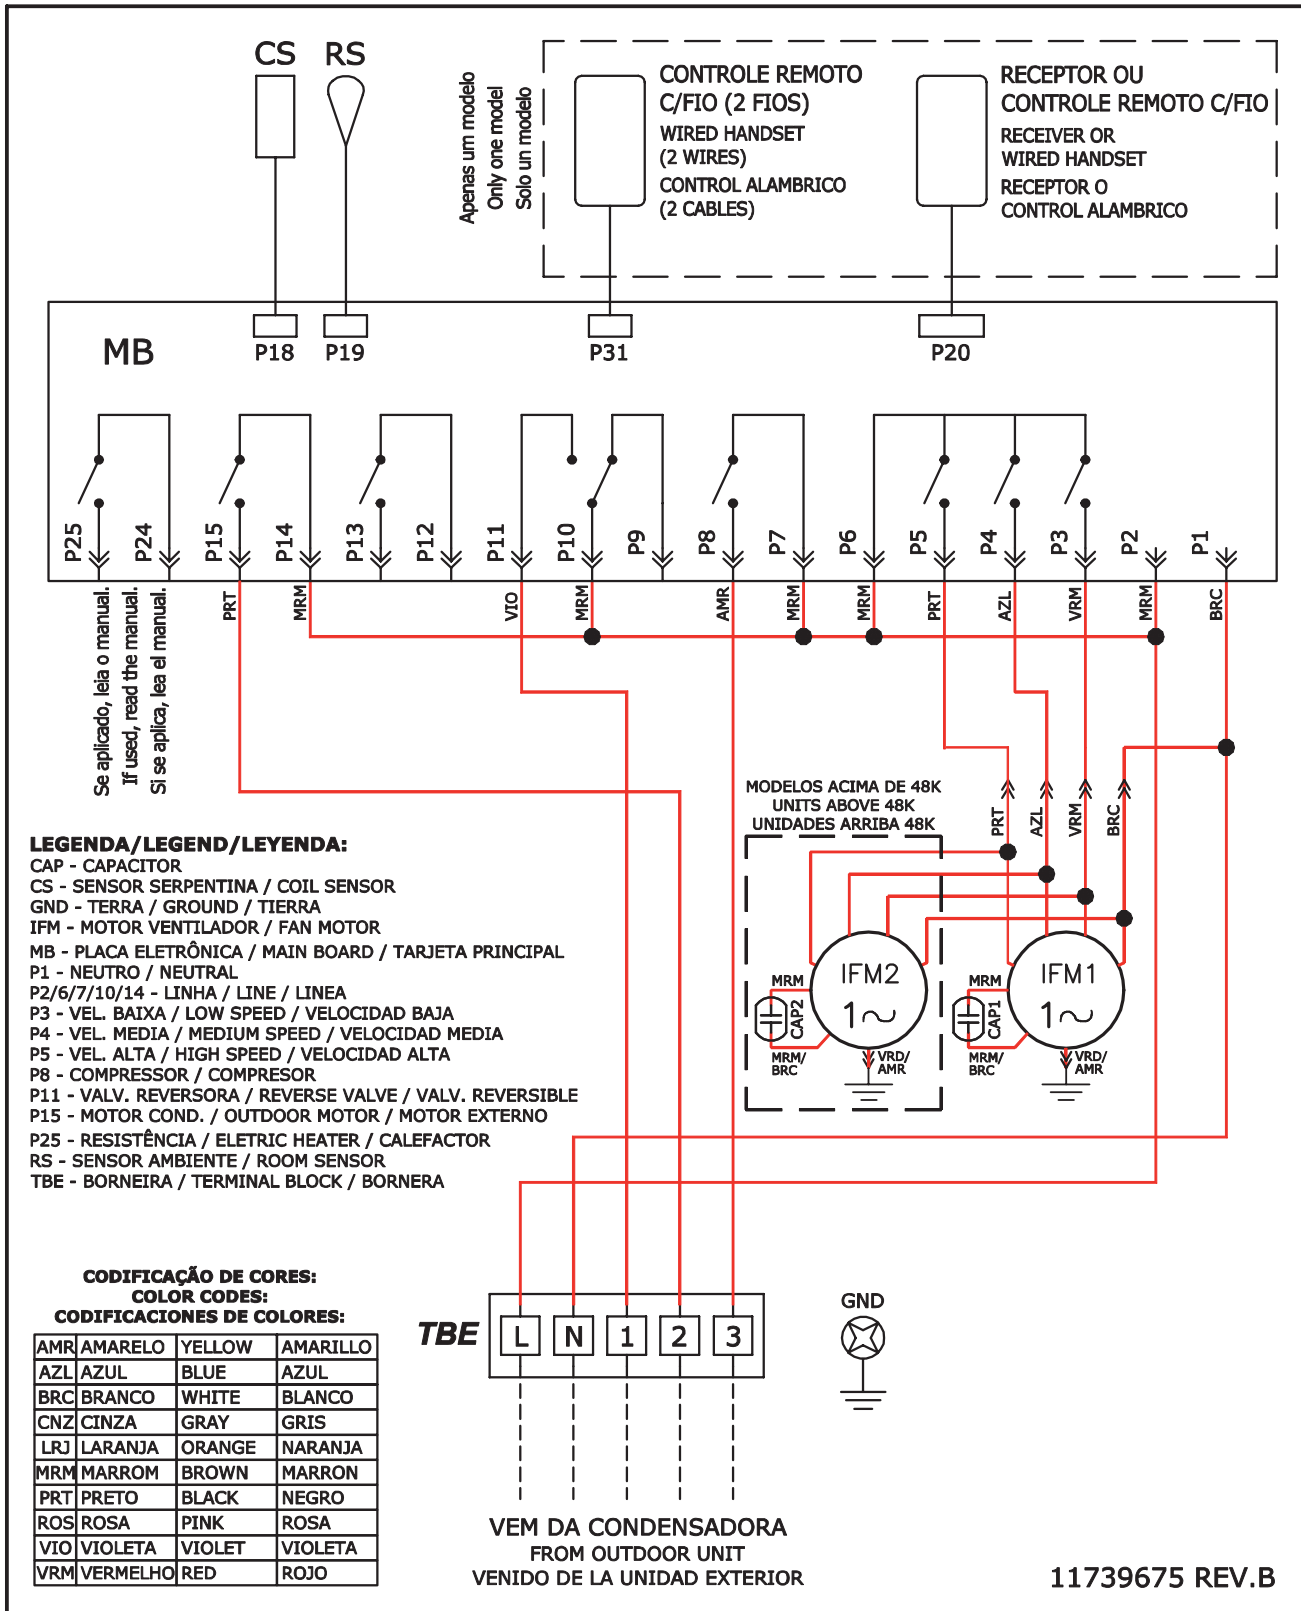 CS RS
Apenas um modelo
Only one model
Solo un modelo
CONTROLE REMOTO
C/FIO (2 FIOS)
WIRED HANDSET
(2 WIRES)
CONTROL ALAMBRICO
(2 CABLES)
RECEPTOR OU
CONTROLE REMOTO C/FIO
RECEIVER OR
WIRED HANDSET
RECEPTOR O
CONTROL ALAMBRICO
MB
P18 P19 P31 P20
P25 P24 P15 P14 P13 P12 P11 P10 P9 P8 P7 P6 P5 P4 P3 P2 P1
Se aplicado, leia o manual.
If used, read the manual.
Si se aplica, lea el manual.
PRT MRM VIO MRM AMR MRM MRM PRT AZL VRM MRM BRC
MODELOS ACIMA DE 48K
UNITS ABOVE 48K
UNIDADES ARRIBA 48K
PRT AZL VRM BRC
MRM IFM2 MRM IFM1
CAP2 1 CAP1 1
MRM/
BRC
VRD/
AMR
MRM/
BRC
VRD/
AMR
LEGENDA/LEGEND/LEYENDA:
CAP - CAPACITOR
CS - SENSOR SERPENTINA / COIL SENSOR
GND - TERRA / GROUND / TIERRA
IFM - MOTOR VENTILADOR / FAN MOTOR
MB - PLACA ELETRÔNICA / MAIN BOARD / TARJETA PRINCIPAL
P1 - NEUTRO / NEUTRAL
P2/6/7/10/14 - LINHA / LINE / LINEA
P3 - VEL. BAIXA / LOW SPEED / VELOCIDAD BAJA
P4 - VEL. MEDIA / MEDIUM SPEED / VELOCIDAD MEDIA
P5 - VEL. ALTA / HIGH SPEED / VELOCIDAD ALTA
P8 - COMPRESSOR / COMPRESOR
P11 - VALV. REVERSORA / REVERSE VALVE / VALV. REVERSIBLE
P15 - MOTOR COND. / OUTDOOR MOTOR / MOTOR EXTERNO
P25 - RESISTÊNCIA / ELETRIC HEATER / CALEFACTOR
RS - SENSOR AMBIENTE / ROOM SENSOR
TBE - BORNEIRA / TERMINAL BLOCK / BORNERA
CODIFICAÇÃO DE CORES:
COLOR CODES:
CODIFICACIONES DE COLORES:
AMR AMARELO YELLOW AMARILLO
AZL AZUL BLUE AZUL
BRC BRANCO WHITE BLANCO
CNZ CINZA GRAY GRIS
LRJ LARANJA ORANGE NARANJA
MRM MARROM BROWN MARRON
PRT PRETO BLACK NEGRO
ROS ROSA PINK ROSA
VIO VIOLETA VIOLET VIOLETA
VRM VERMELHO RED ROJO
TBE L N 1 2 3
GND
VEM DA CONDENSADORA
FROM OUTDOOR UNIT
VENIDO DE LA UNIDAD EXTERIOR
11739675 REV.B